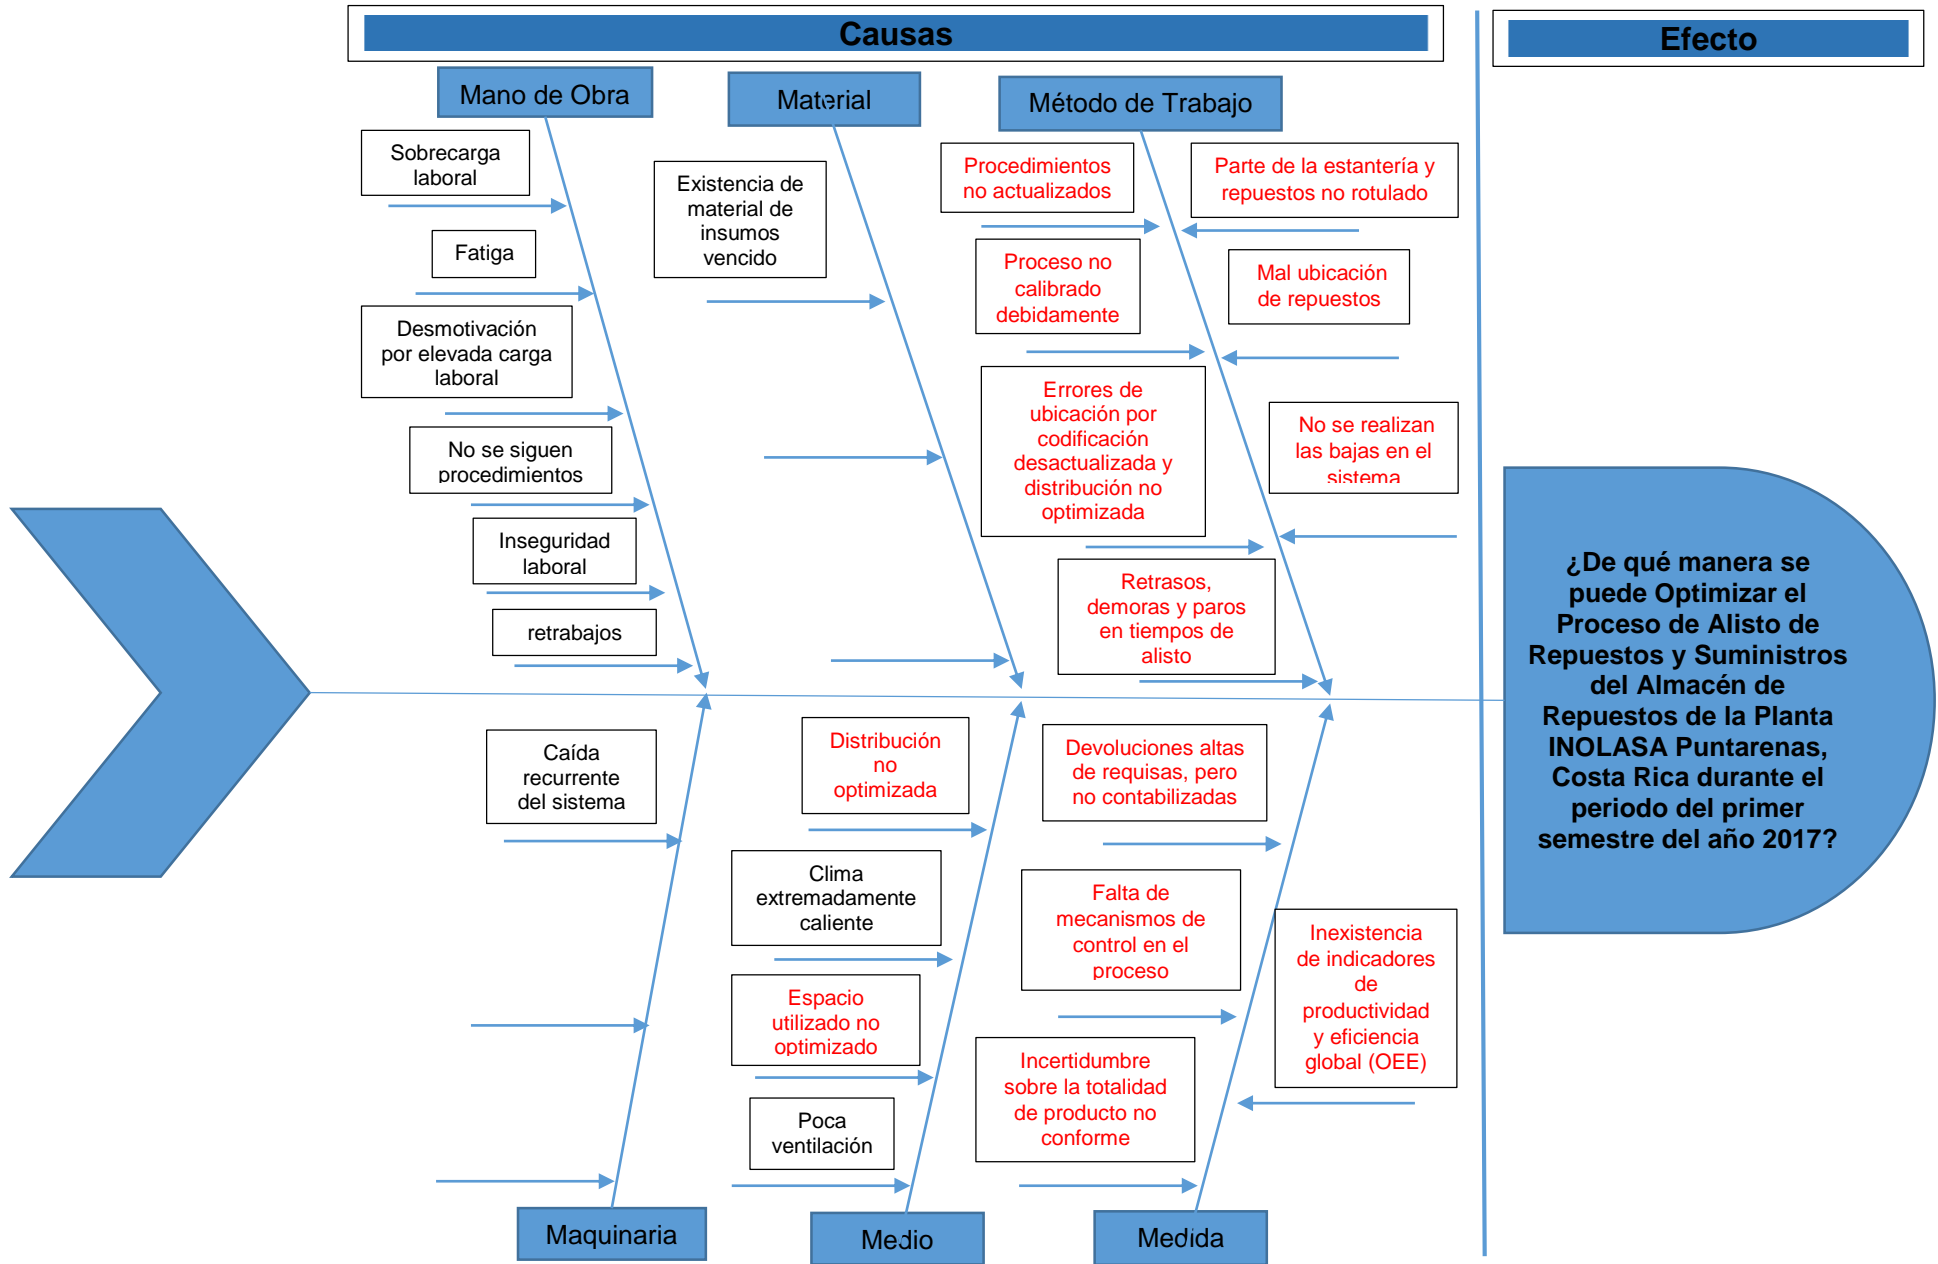 Causas
Efecto
Mano de Obra
Material
Método de Trabajo
Sobrecarga
laboral
Fatiga
Desmotivación
por elevada carga
laboral
No se siguen
procedimientos
Inseguridad
laboral
retrabajos
Existencia de
material de
insumos
vencido
Procedimientos
no actualizados
Proceso no
calibrado
debidamente
Errores de
ubicación por
codificación
desactualizada y
distribución no
optimizada
Retrasos,
demoras y paros
en tiempos de
alisto
Parte de la estantería y
repuestos no rotulado
Mal ubicación
de repuestos
No se realizan
las bajas en el
sistema
¿De qué manera se
puede Optimizar el
Proceso de Alisto de
Repuestos y Suministros
del Almacén de
Repuestos de la Planta
INOLASA Puntarenas,
Costa Rica durante el
periodo del primer
semestre del año 2017?
Caída
recurrente
del sistema
Distribución
no
optimizada
Clima
extremadamente
caliente
Espacio
utilizado no
optimizado
Poca
ventilación
Devoluciones altas
de requisas, pero
no contabilizadas
Falta de
mecanismos de
control en el
proceso
Incertidumbre
sobre la totalidad
de producto no
conforme
Inexistencia
de indicadores
de
productividad
y eficiencia
global (OEE)
Maquinaria
Medio
Medida